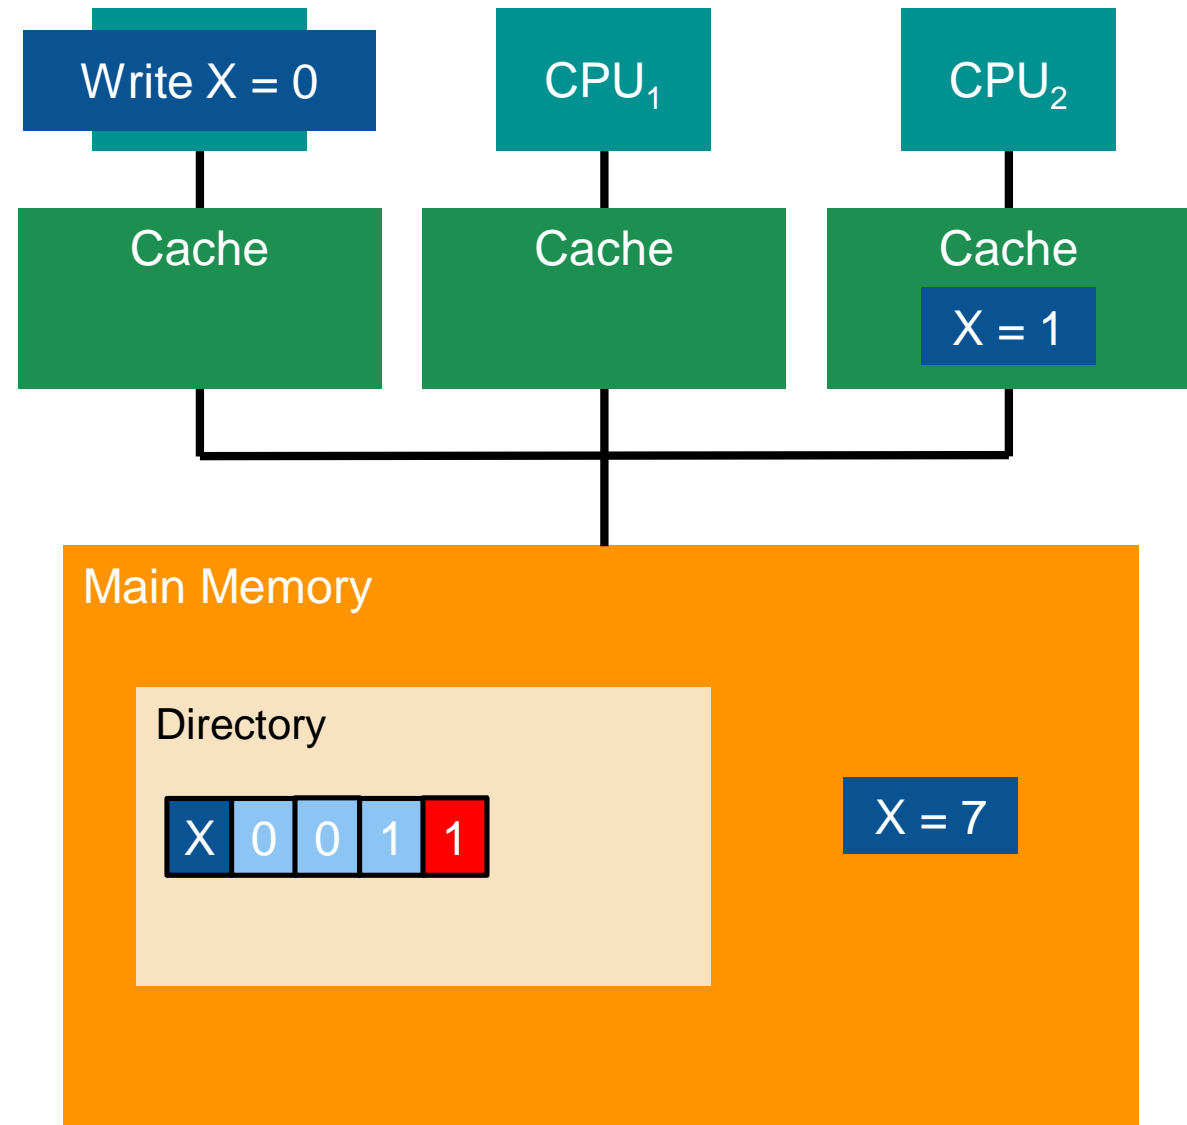 Write X = 0
CPU₁
CPU₂
Cache
Cache
Cache
X = 1
Main Memory
Directory
X 0 0 1 1
X = 7